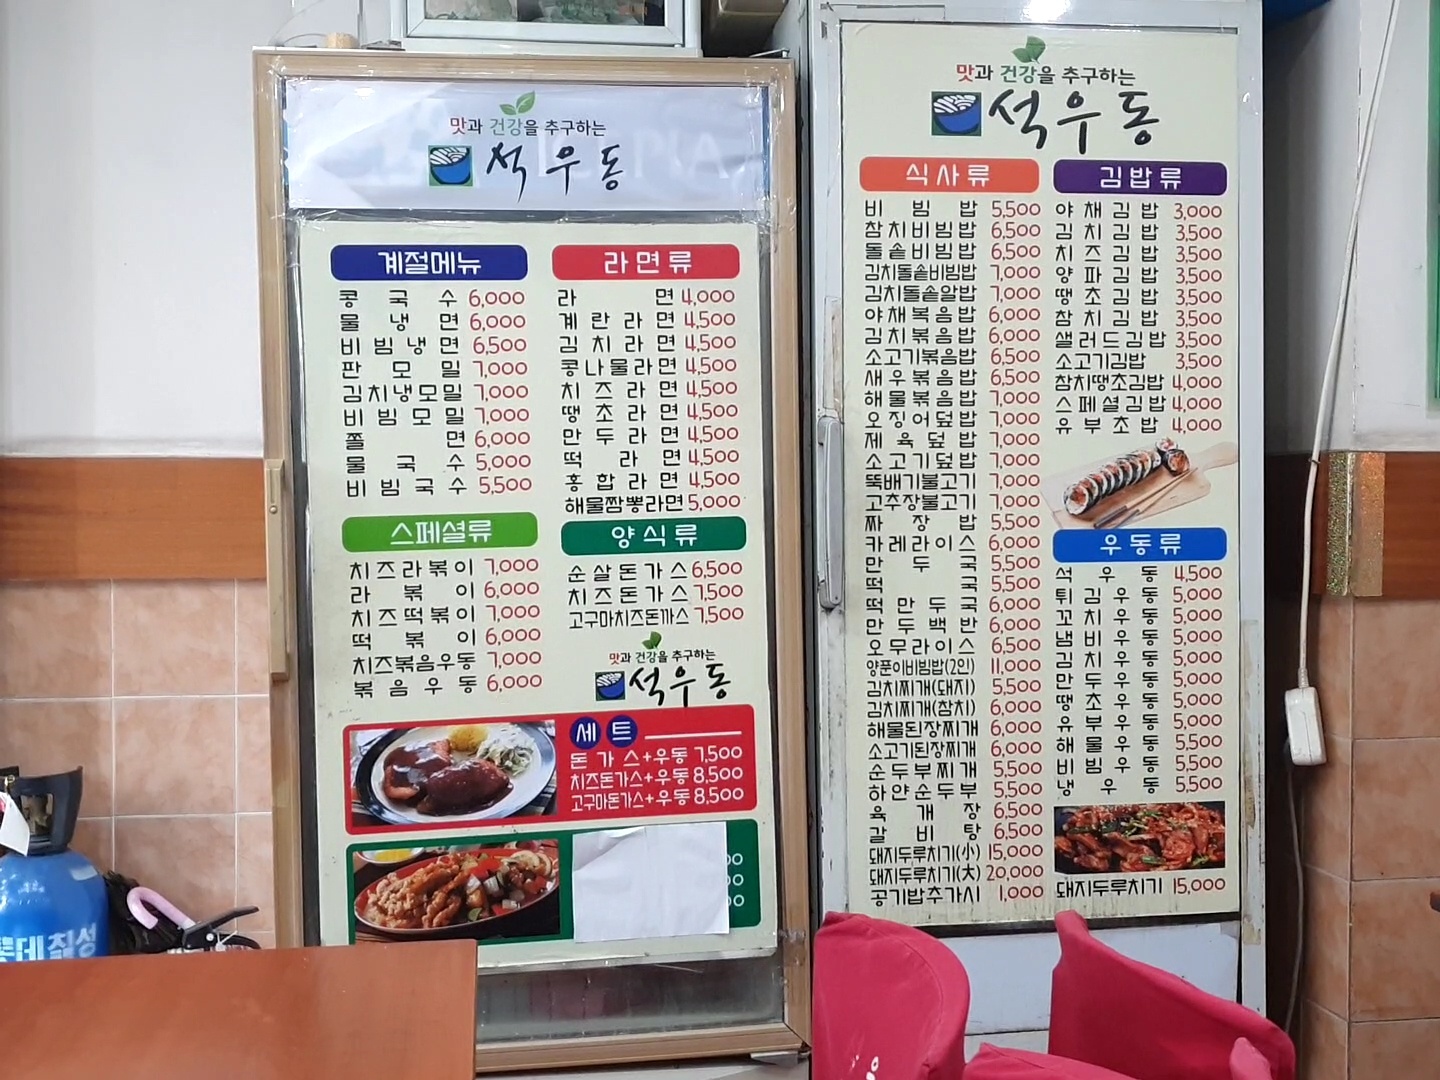 맛과 건강을 추구하는
석우동
계절메뉴
콩국수 6,000
물냉면 6,000
비빔냉면 6,500
판모밀 7,000
김치냉모밀 7,000
비빔모밀 7,000
쫄면 6,000
물국수 5,000
비빔국수 5,500
라면류
라면 4,000
계란라면 4,500
김치라면 4,500
콩나물라면 4,500
치즈라면 4,500
땡초라면 4,500
만두라면 4,500
떡라면 4,500
홍합라면 4,500
해물짬뽕라면 5,000
스페셜류
치즈라볶이 7,000
라볶이 6,000
치즈떡볶이 7,000
떡볶이 6,000
치즈볶음우동 7,000
볶음우동 6,000
양식류
순살돈가스 6,500
치즈돈가스 7,500
고구마치즈돈까스 7,500
맛과 건강을 추구하는
석우동
세트
돈가스+우동 7,500
치즈돈가스+우동 8,500
고구마돈가스+우동 8,500
맛과 건강을 추구하는
석우동
식사류
비빔밥 5,500
참치비빔밥 6,500
돌솥비빔밥 6,500
김치돌솥비빔밥 7,000
김치돌솥알밥 7,000
야채볶음밥 6,000
김치볶음밥 6,000
소고기볶음밥 6,500
새우볶음밥 6,500
해물볶음밥 7,000
오징어덮밥 7,000
제육덮밥 7,000
소고기덮밥 7,000
뚝배기불고기 7,000
고추장불고기 7,000
짜장밥 5,500
카레라이스 6,000
만두국 5,500
떡국 5,500
떡만두국 6,000
만두백반 6,000
오무라이스 6,500
양푼이비빔밥(2인) 11,000
김치찌개(돼지) 5,500
김치찌개(참치) 6,000
해물된장찌개 6,000
소고기된장찌개 6,000
순두부찌개 5,500
하얀순두부 5,500
육개장 6,500
갈비탕 6,500
돼지두루치기(小) 15,000
돼지두루치기(大) 20,000
공기밥추가시 1,000
김밥류
야채김밥 3,000
김치김밥 3,500
치즈김밥 3,500
양파김밥 3,500
땡초김밥 3,500
참치김밥 3,500
샐러드김밥 3,500
소고기김밥 3,500
참치땡초김밥 4,000
스페셜김밥 4,000
유부초밥 4,000
우동류
석우동 4,500
튀김우동 5,000
꼬치우동 5,000
냄비우동 5,000
김치우동 5,000
만두우동 5,000
땡초우동 5,000
유부우동 5,000
해물우동 5,500
비빔우동 5,500
냉우동 5,500
돼지두루치기 15,000
롯데칠성